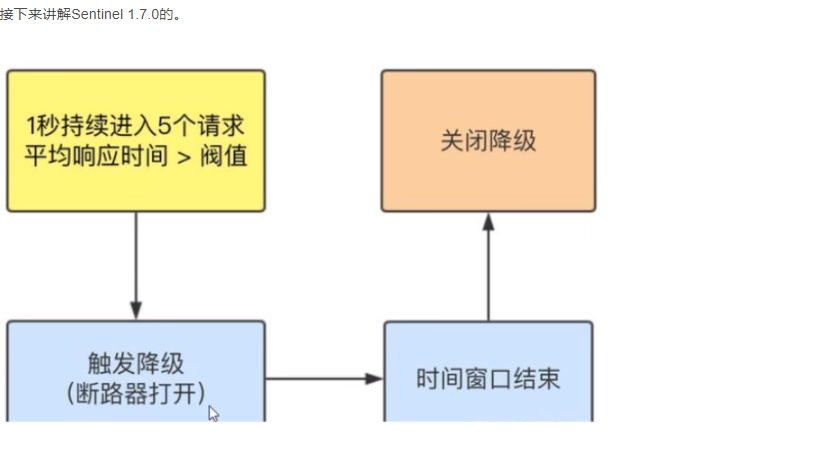 接下来讲解Sentinel 1.7.0的。
1秒持续进入5个请求
平均响应时间 > 阀值
关闭降级
触发降级
(断路器打开)
时间窗口结束